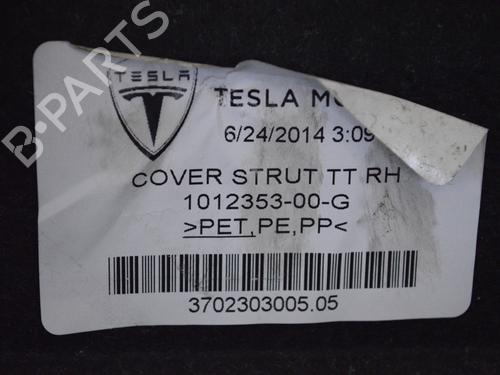 B-PARTS
TESLA
TESLA MO
6/24/2014 3:09
COVER STRUT TT RH
1012353-00-G
>PET,PE,PP<
3702303005.05